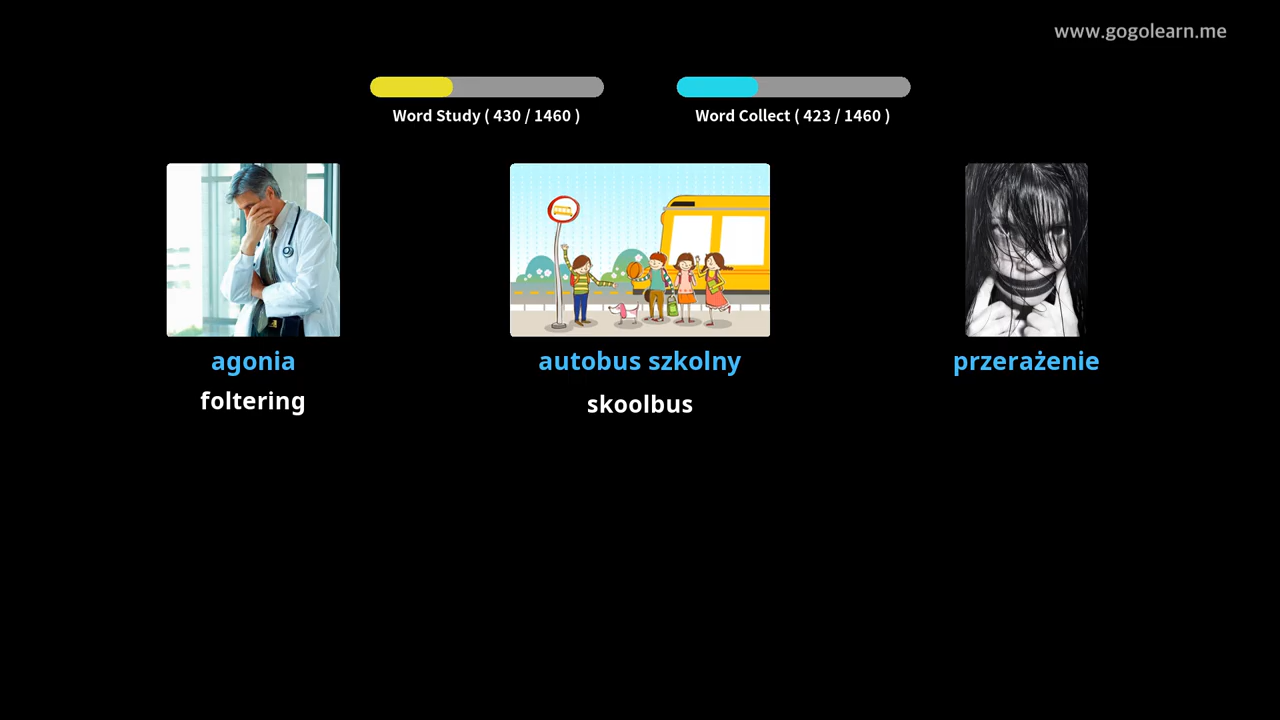 www.gogolearn.me
Word Study ( 430 / 1460 )
Word Collect ( 423 / 1460 )
agonia
autobus szkolny
przerażenie
foltering
skoolbus